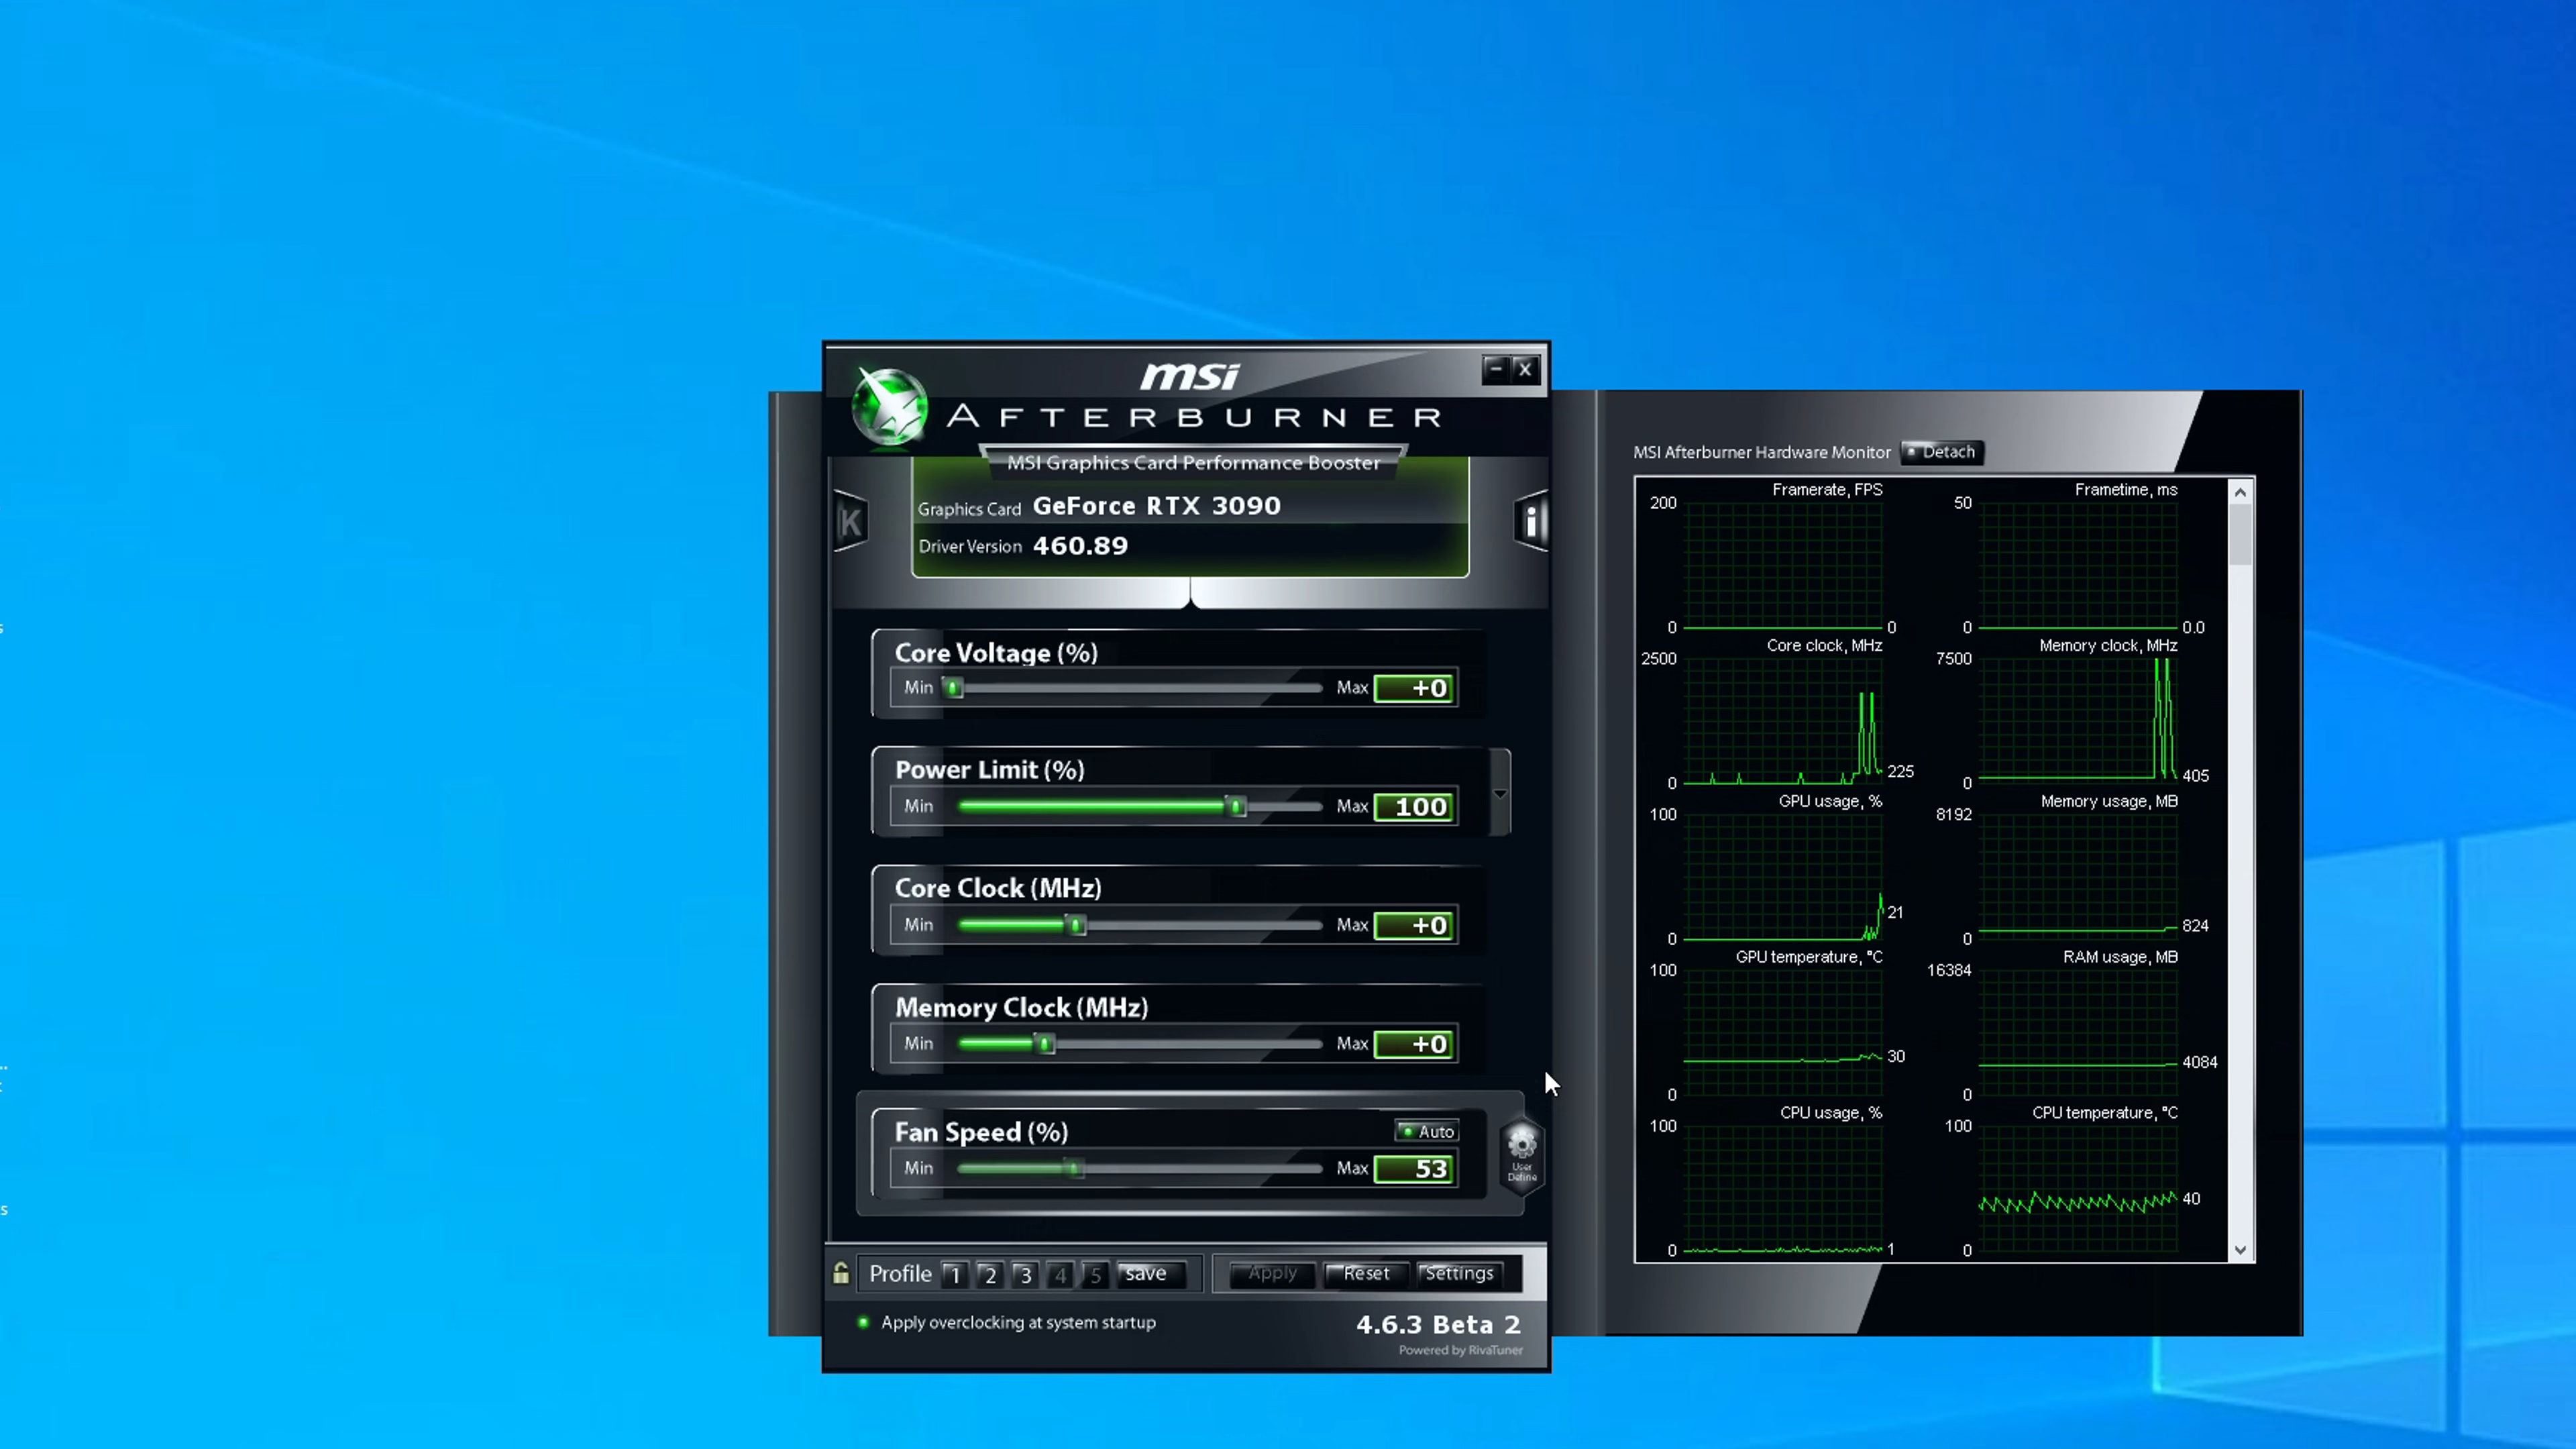 msi
AFTERBURNER
MSI Graphics Card Performance Booster
K
Graphics Card GeForce RTX 3090
i
Driver Version 460.89
Core Voltage (%)
Min Max +0
Power Limit (%)
Min Max 100
Core Clock (MHz)
Min Max +0
Memory Clock (MHz)
Min Max +0
Fan Speed (%) Auto
Min Max 53
User
Define
Profile 1 2 3 4 5 save Apply Reset Settings
Apply overclocking at system startup 4.6.3 Beta 2
Powered by RivaTuner
MSI Afterburner Hardware Monitor Detach
Framerate, FPS
200
0 0
Frametime, ms
50
0 0.0
Core clock, MHz
2500
0 225
Memory clock, MHz
7500
0 405
GPU usage, %
100
0 21
Memory usage, MB
8192
0 824
GPU temperature, °C
100
0 30
RAM usage, MB
16384
0 4084
CPU usage, %
100
0 1
CPU temperature, °C
100
0 40